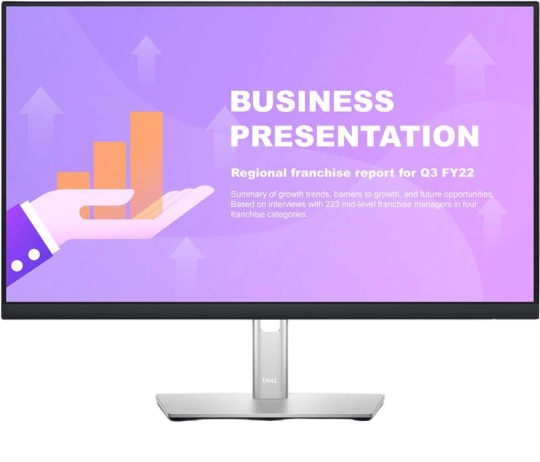 BUSINESS
PRESENTATION
Regional franchise report for Q3 FY22
Summary of growth trends, barriers to growth, and future opportunities.
Based on interviews with 223 mid-level franchise managers in four
franchise categories.
DELL